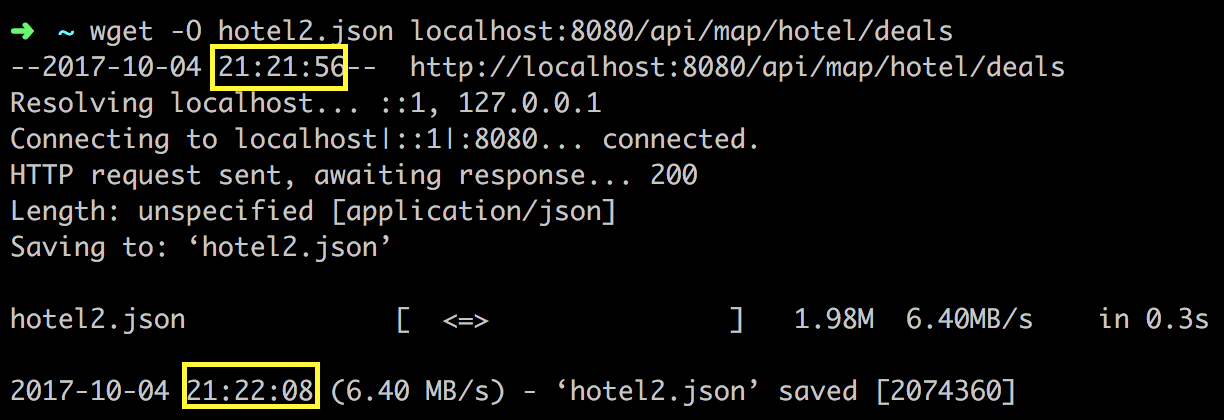 ➜ ~ wget -O hotel2.json localhost:8080/api/map/hotel/deals
--2017-10-04 21:21:56-- http://localhost:8080/api/map/hotel/deals
Resolving localhost... ::1, 127.0.0.1
Connecting to localhost|::1|:8080... connected.
HTTP request sent, awaiting response... 200
Length: unspecified [application/json]
Saving to: ‘hotel2.json’
hotel2.json [ <=> ] 1.98M 6.40MB/s in 0.3s
2017-10-04 21:22:08 (6.40 MB/s) - ‘hotel2.json’ saved [2074360]